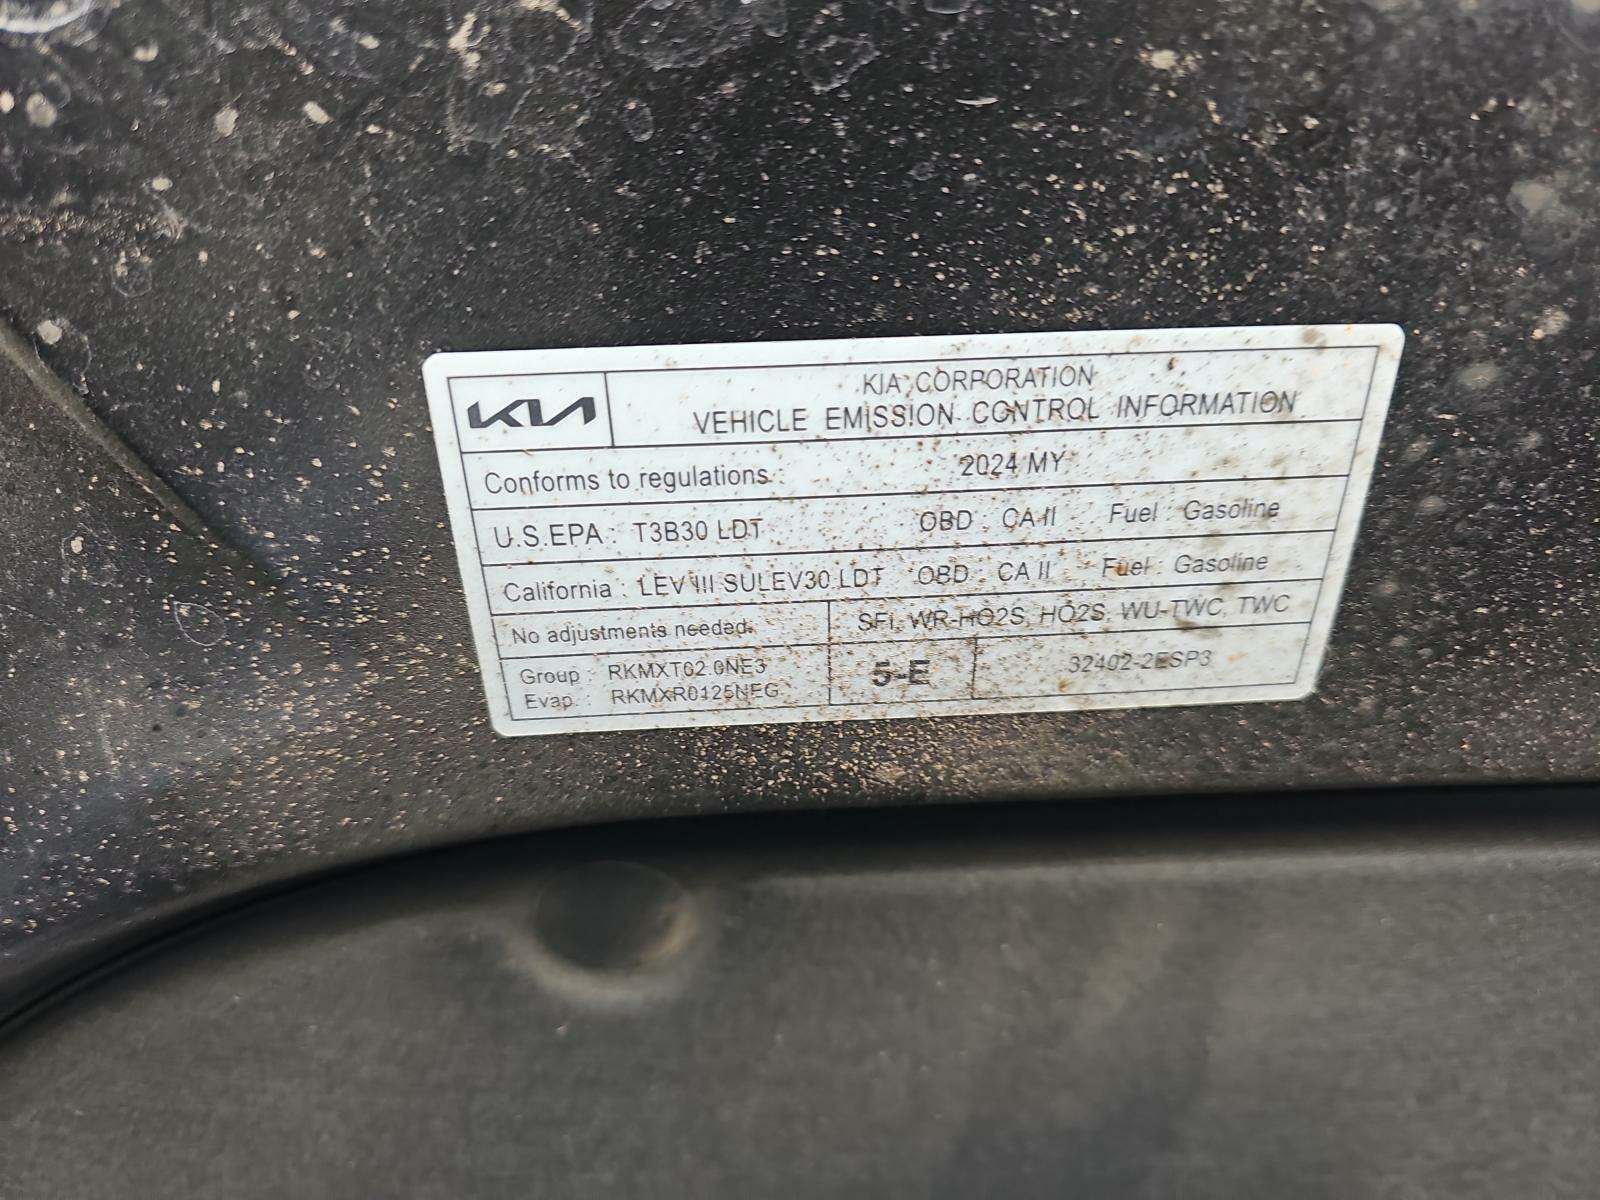 KIA
KIA CORPORATION
VEHICLE EMISSION CONTROL INFORMATION
Conforms to regulations : 2024 MY
U.S.EPA : T3B30 LDT OBD : CA II Fuel : Gasoline
California : LEV III SULEV30 LDT OBD : CA II Fuel : Gasoline
No adjustments needed. SFI, WR-HO2S, HO2S, WU-TWC, TWC
Group : RKMXT02.0NE3 5-E 32402-2ESP3
Evap. :